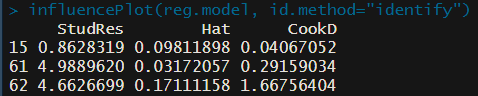 > influencePlot(reg.model, id.method="identify")
StudRes Hat CookD
15 0.8628319 0.09811898 0.04067052
61 4.9889620 0.03172057 0.29159034
62 4.6626699 0.17111158 1.66756404